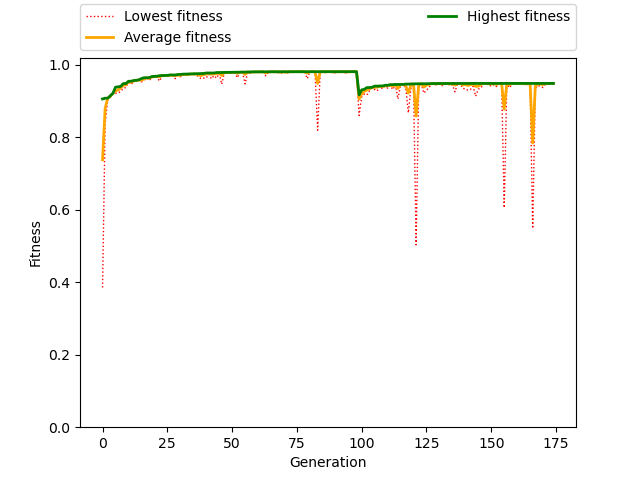 Lowest fitness
Average fitness
Highest fitness
1.0
0.8
0.6
0.4
0.2
0.0
Fitness
0 25 50 75 100 125 150 175
Generation